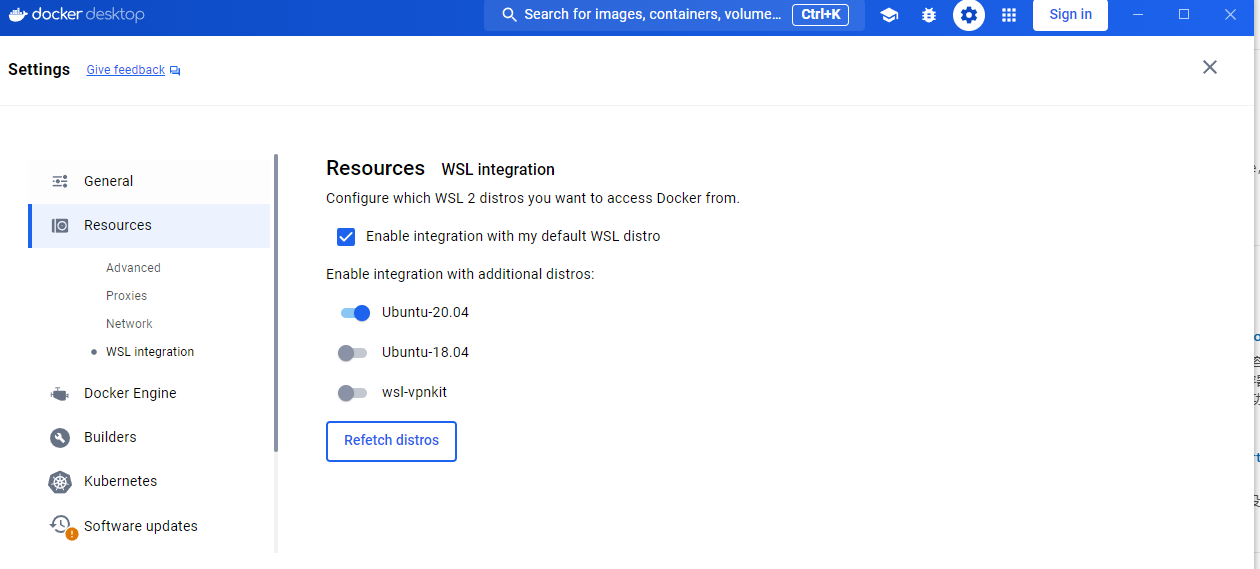 docker desktop
Search for images, containers, volume... Ctrl+K
Sign in
Settings
Give feedback
General
Resources
Advanced
Proxies
Network
WSL integration
Docker Engine
Builders
Kubernetes
Software updates
Resources WSL integration
Configure which WSL 2 distros you want to access Docker from.
Enable integration with my default WSL distro
Enable integration with additional distros:
Ubuntu-20.04
Ubuntu-18.04
wsl-vpnkit
Refetch distros